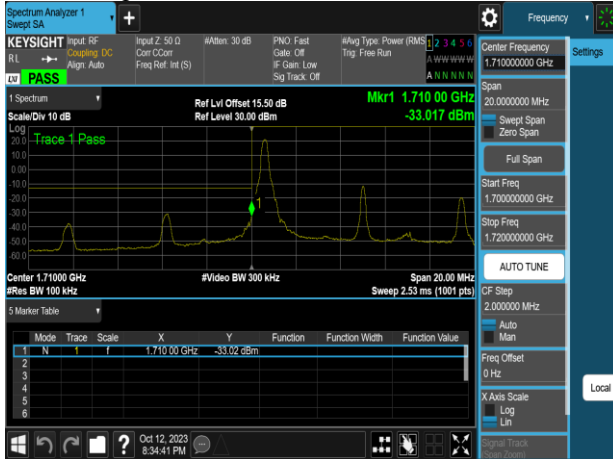 Spectrum Analyzer 1
Swept SA
+
Frequency
KEYSIGHT
RL
LXI
PASS
Input: RF
Coupling: DC
Align: Auto
Input Z: 50 Ω
Corr CCorr
Freq Ref: Int (S)
#Atten: 30 dB
PNO: Fast
Gate: Off
IF Gain: Low
Sig Track: Off
#Avg Type: Power (RMS
Trig: Free Run
1 2 3 4 5 6
A W W W W W
A N N N N N
1 Spectrum
Scale/Div 10 dB
Ref Lvl Offset 15.50 dB
Ref Level 30.00 dBm
Mkr1 1.710 00 GHz
-33.017 dBm
Log
Trace 1 Pass
20.0
10.0
0.00
-10.0
-20.0
-30.0
-40.0
-50.0
-60.0
1
Center 1.71000 GHz
#Res BW 100 kHz
#Video BW 300 kHz
Span 20.00 MHz
Sweep 2.53 ms (1001 pts)
5 Marker Table
Mode Trace Scale X Y Function Function Width Function Value
1 N 1 f 1.710 00 GHz -33.02 dBm
2
3
4
5
6
Center Frequency
1.710000000 GHz
Span
20.0000000 MHz
Swept Span
Zero Span
Full Span
Start Freq
1.700000000 GHz
Stop Freq
1.720000000 GHz
AUTO TUNE
CF Step
2.000000 MHz
Auto
Man
Freq Offset
0 Hz
X Axis Scale
Log
Lin
Signal Track
(Span Zoom)
Settings
Local
?
Oct 12, 2023
8:34:41 PM